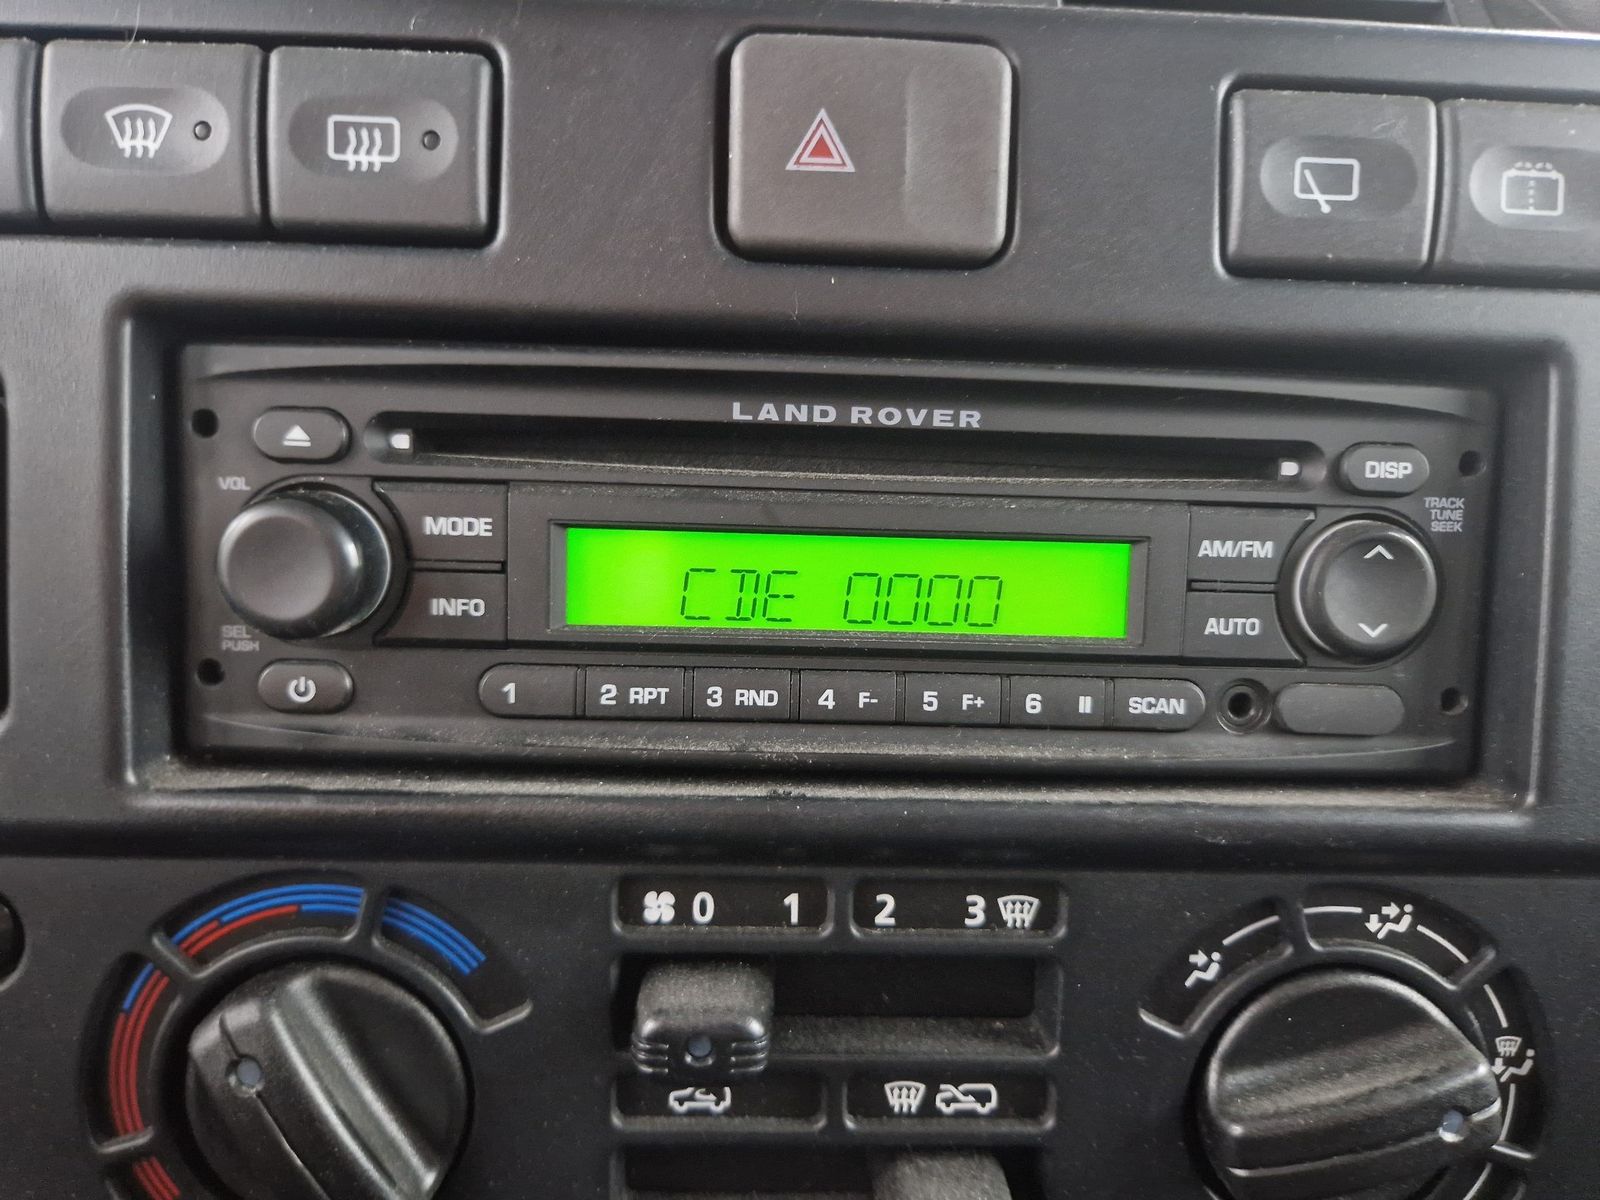 LAND ROVER
DISP
VOL
TRACK
TUNE
SEEK
MODE
AM/FM
CDE 0000
INFO
AUTO
SEL-
PUSH
1
2 RPT
3 RND
4 F-
5 F+
6 II
SCAN
0 1 2 3